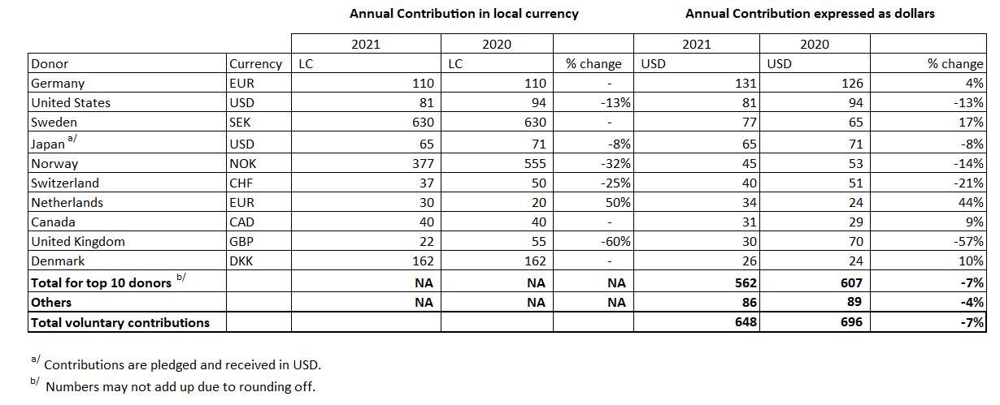 Annual Contribution in local currency Annual Contribution expressed as dollars
2021 2020 2021 2020
Donor Currency LC LC % change USD USD % change
Germany EUR 110 110 - 131 126 4%
United States USD 81 94 -13% 81 94 -13%
Sweden SEK 630 630 - 77 65 17%
Japan a/ USD 65 71 -8% 65 71 -8%
Norway NOK 377 555 -32% 45 53 -14%
Switzerland CHF 37 50 -25% 40 51 -21%
Netherlands EUR 30 20 50% 34 24 44%
Canada CAD 40 40 - 31 29 9%
United Kingdom GBP 22 55 -60% 30 70 -57%
Denmark DKK 162 162 - 26 24 10%
Total for top 10 donors b/ NA NA NA 562 607 -7%
Others NA NA NA 86 89 -4%
Total voluntary contributions 648 696 -7%
a/ Contributions are pledged and received in USD.
b/ Numbers may not add up due to rounding off.